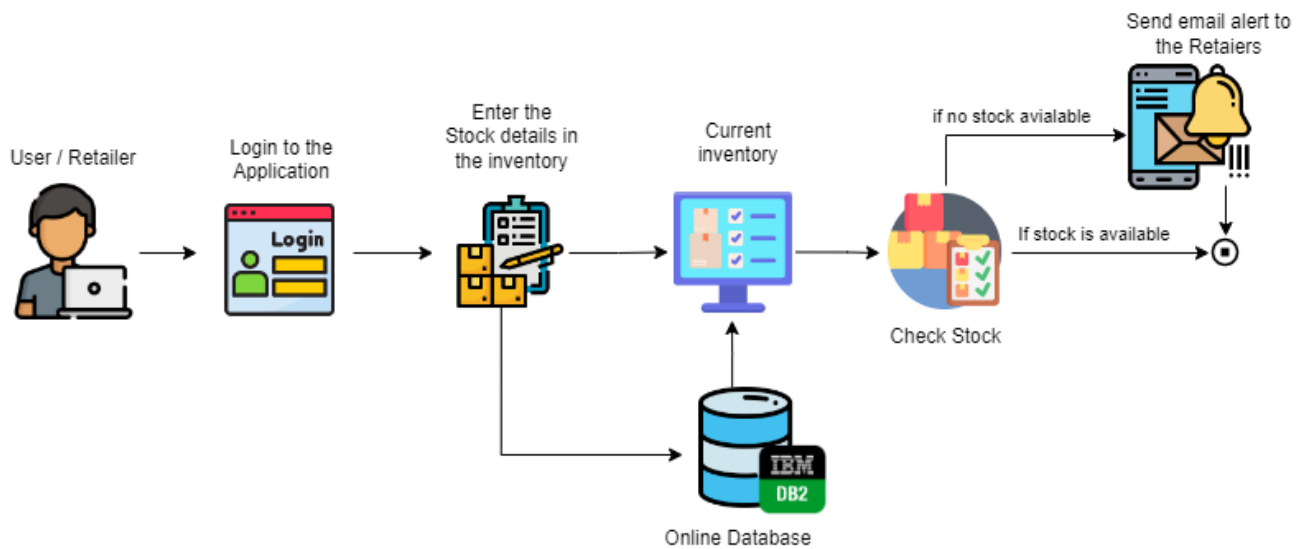 Send email alert to
the Retaiers
if no stock avialable
Enter the
Stock details in
the inventory
Current
inventory
Login to the
Application
User / Retailer
Login
If stock is available
Check Stock
IBM
DB2
Online Database